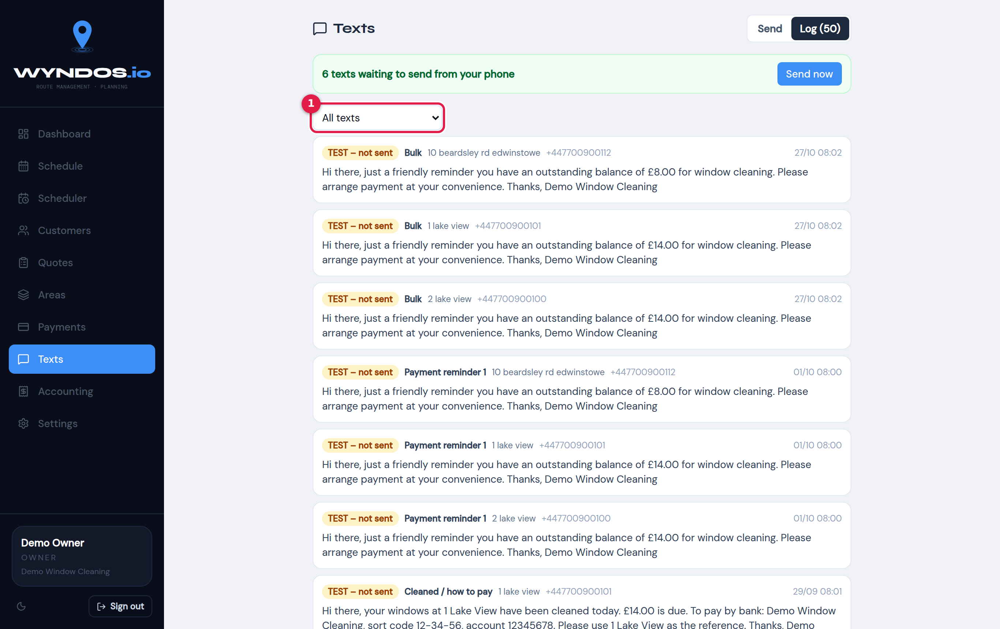 WYNDOS.io
ROUTE MANAGEMENT · PLANNING
Dashboard
Schedule
Scheduler
Customers
Quotes
Areas
Payments
Texts
Accounting
Settings
Demo Owner
OWNER
Demo Window Cleaning
Sign out
Texts
Send
Log (50)
6 texts waiting to send from your phone
Send now
1
All texts
TEST – not sent Bulk 10 beardsley rd edwinstowe +447700900112 27/10 08:02
Hi there, just a friendly reminder you have an outstanding balance of £8.00 for window cleaning. Please
arrange payment at your convenience. Thanks, Demo Window Cleaning
TEST – not sent Bulk 1 lake view +447700900101 27/10 08:02
Hi there, just a friendly reminder you have an outstanding balance of £14.00 for window cleaning. Please
arrange payment at your convenience. Thanks, Demo Window Cleaning
TEST – not sent Bulk 2 lake view +447700900100 27/10 08:02
Hi there, just a friendly reminder you have an outstanding balance of £14.00 for window cleaning. Please
arrange payment at your convenience. Thanks, Demo Window Cleaning
TEST – not sent Payment reminder 1 10 beardsley rd edwinstowe +447700900112 01/10 08:00
Hi there, just a friendly reminder you have an outstanding balance of £8.00 for window cleaning. Please
arrange payment at your convenience. Thanks, Demo Window Cleaning
TEST – not sent Payment reminder 1 1 lake view +447700900101 01/10 08:00
Hi there, just a friendly reminder you have an outstanding balance of £14.00 for window cleaning. Please
arrange payment at your convenience. Thanks, Demo Window Cleaning
TEST – not sent Payment reminder 1 2 lake view +447700900100 01/10 08:00
Hi there, just a friendly reminder you have an outstanding balance of £14.00 for window cleaning. Please
arrange payment at your convenience. Thanks, Demo Window Cleaning
TEST – not sent Cleaned / how to pay 1 lake view +447700900101 29/09 08:01
Hi there, your windows at 1 Lake View have been cleaned today. £14.00 is due. To pay by bank: Demo Window
Cleaning, sort code 12-34-56, account 12345678. Please use 1 Lake View as the reference. Thanks, Demo